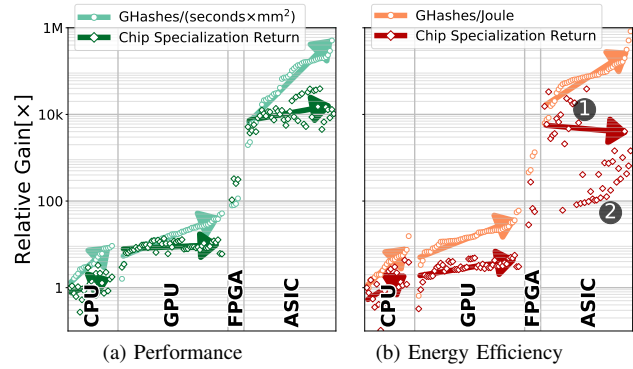 GHashes/(seconds×mm²)
Chip Specialization Return
1M
10k
100
1
Relative Gain[×]
CPU
GPU
FPGA
ASIC
(a) Performance
GHashes/Joule
Chip Specialization Return
1
2
CPU
GPU
FPGA
ASIC
(b) Energy Efficiency